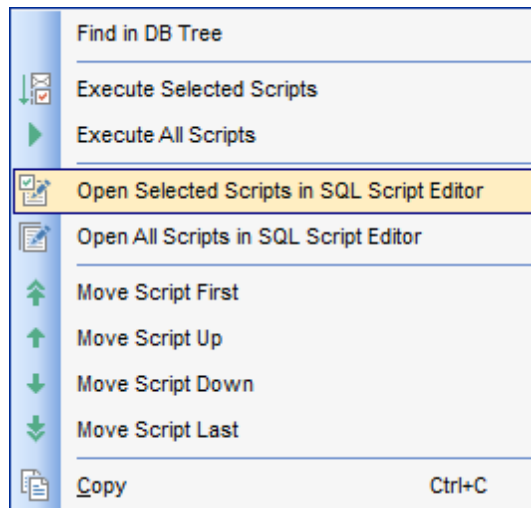 Find in DB Tree
Execute Selected Scripts
Execute All Scripts
Open Selected Scripts in SQL Script Editor
Open All Scripts in SQL Script Editor
Move Script First
Move Script Up
Move Script Down
Move Script Last
Copy Ctrl+C